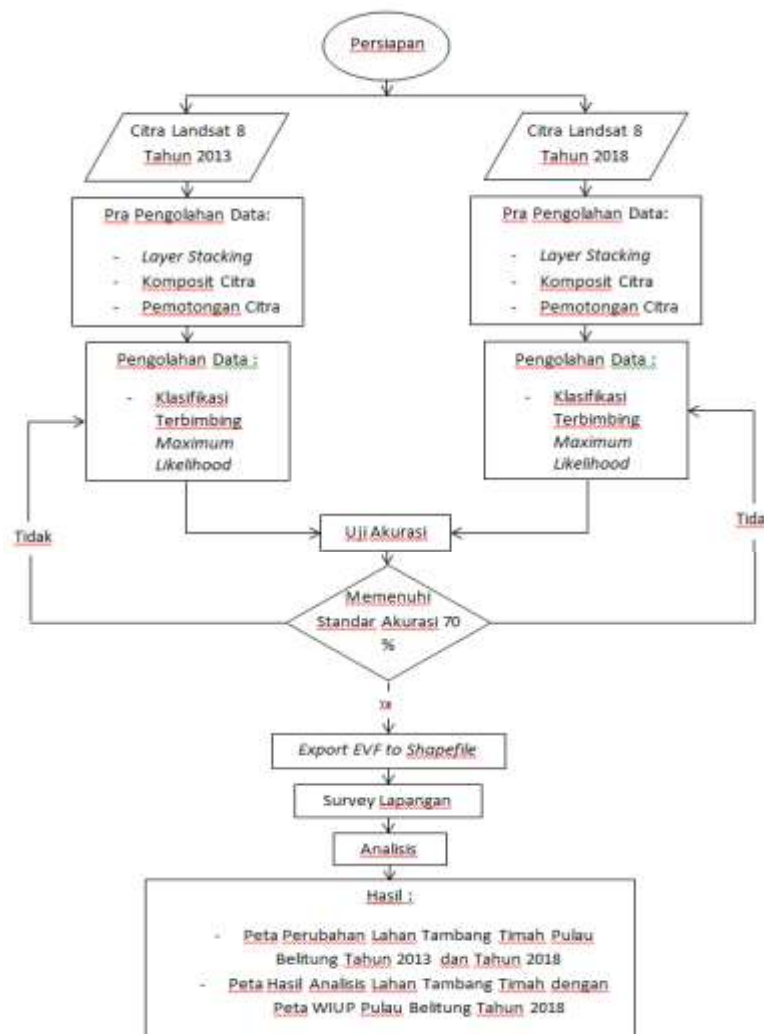 Persiapan
Citra Landsat 8
Tahun 2013
Citra Landsat 8
Tahun 2018
Pra Pengolahan Data:
- Layer Stacking
- Komposit Citra
- Pemotongan Citra
Pra Pengolahan Data:
- Layer Stacking
- Komposit Citra
- Pemotongan Citra
Pengolahan Data :
- Klasifikasi
Terbimbing
Maximum
Likelihood
Pengolahan Data :
- Klasifikasi
Terbimbing
Maximum
Likelihood
Tidak
Uji Akurasi
Tida
Memenuhi
Standar Akurasi 70
%
Ya
Export EVF to Shapefile
Survey Lapangan
Analisis
Hasil :
- Peta Perubahan Lahan Tambang Timah Pulau
Belitung Tahun 2013 dan Tahun 2018
- Peta Hasil Analisis Lahan Tambang Timah dengan
Peta WIUP Pulau Belitung Tahun 2018